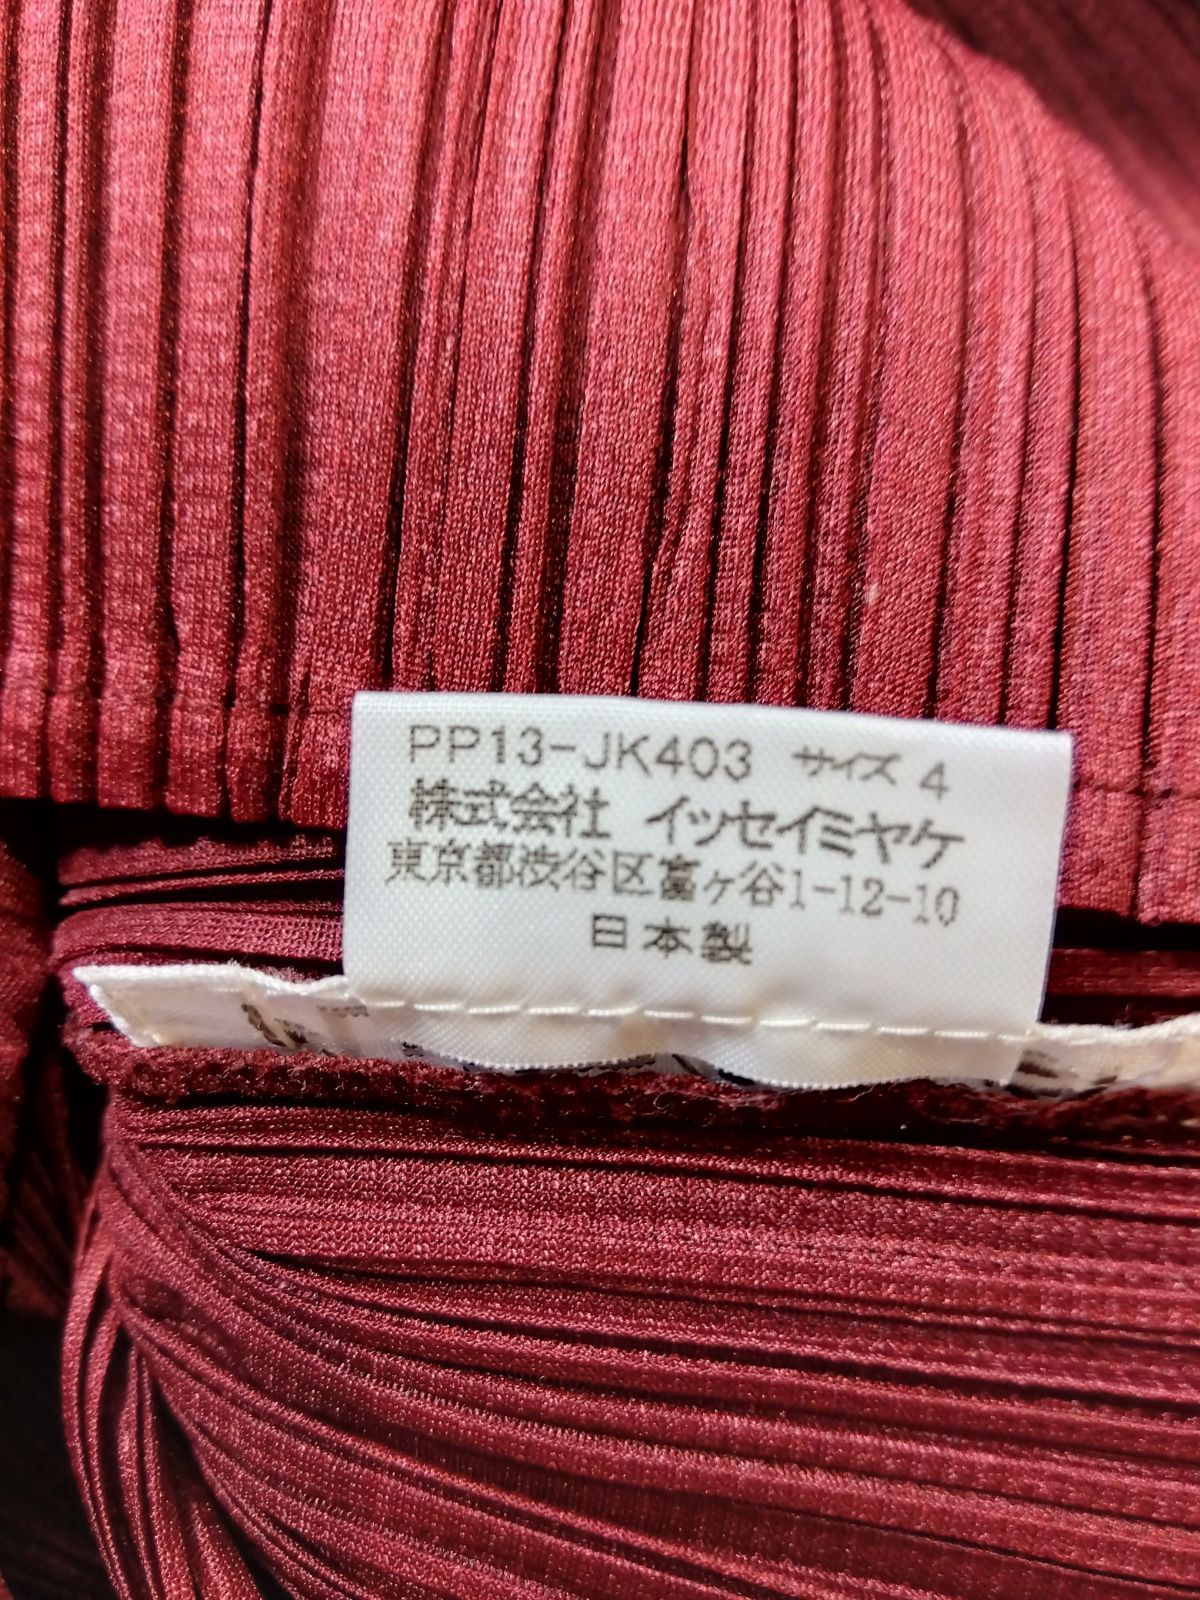 PP13-JK403 サイズ 4
株式会社 イッセイミヤケ
東京都渋谷区富ヶ谷1-12-10
日本製